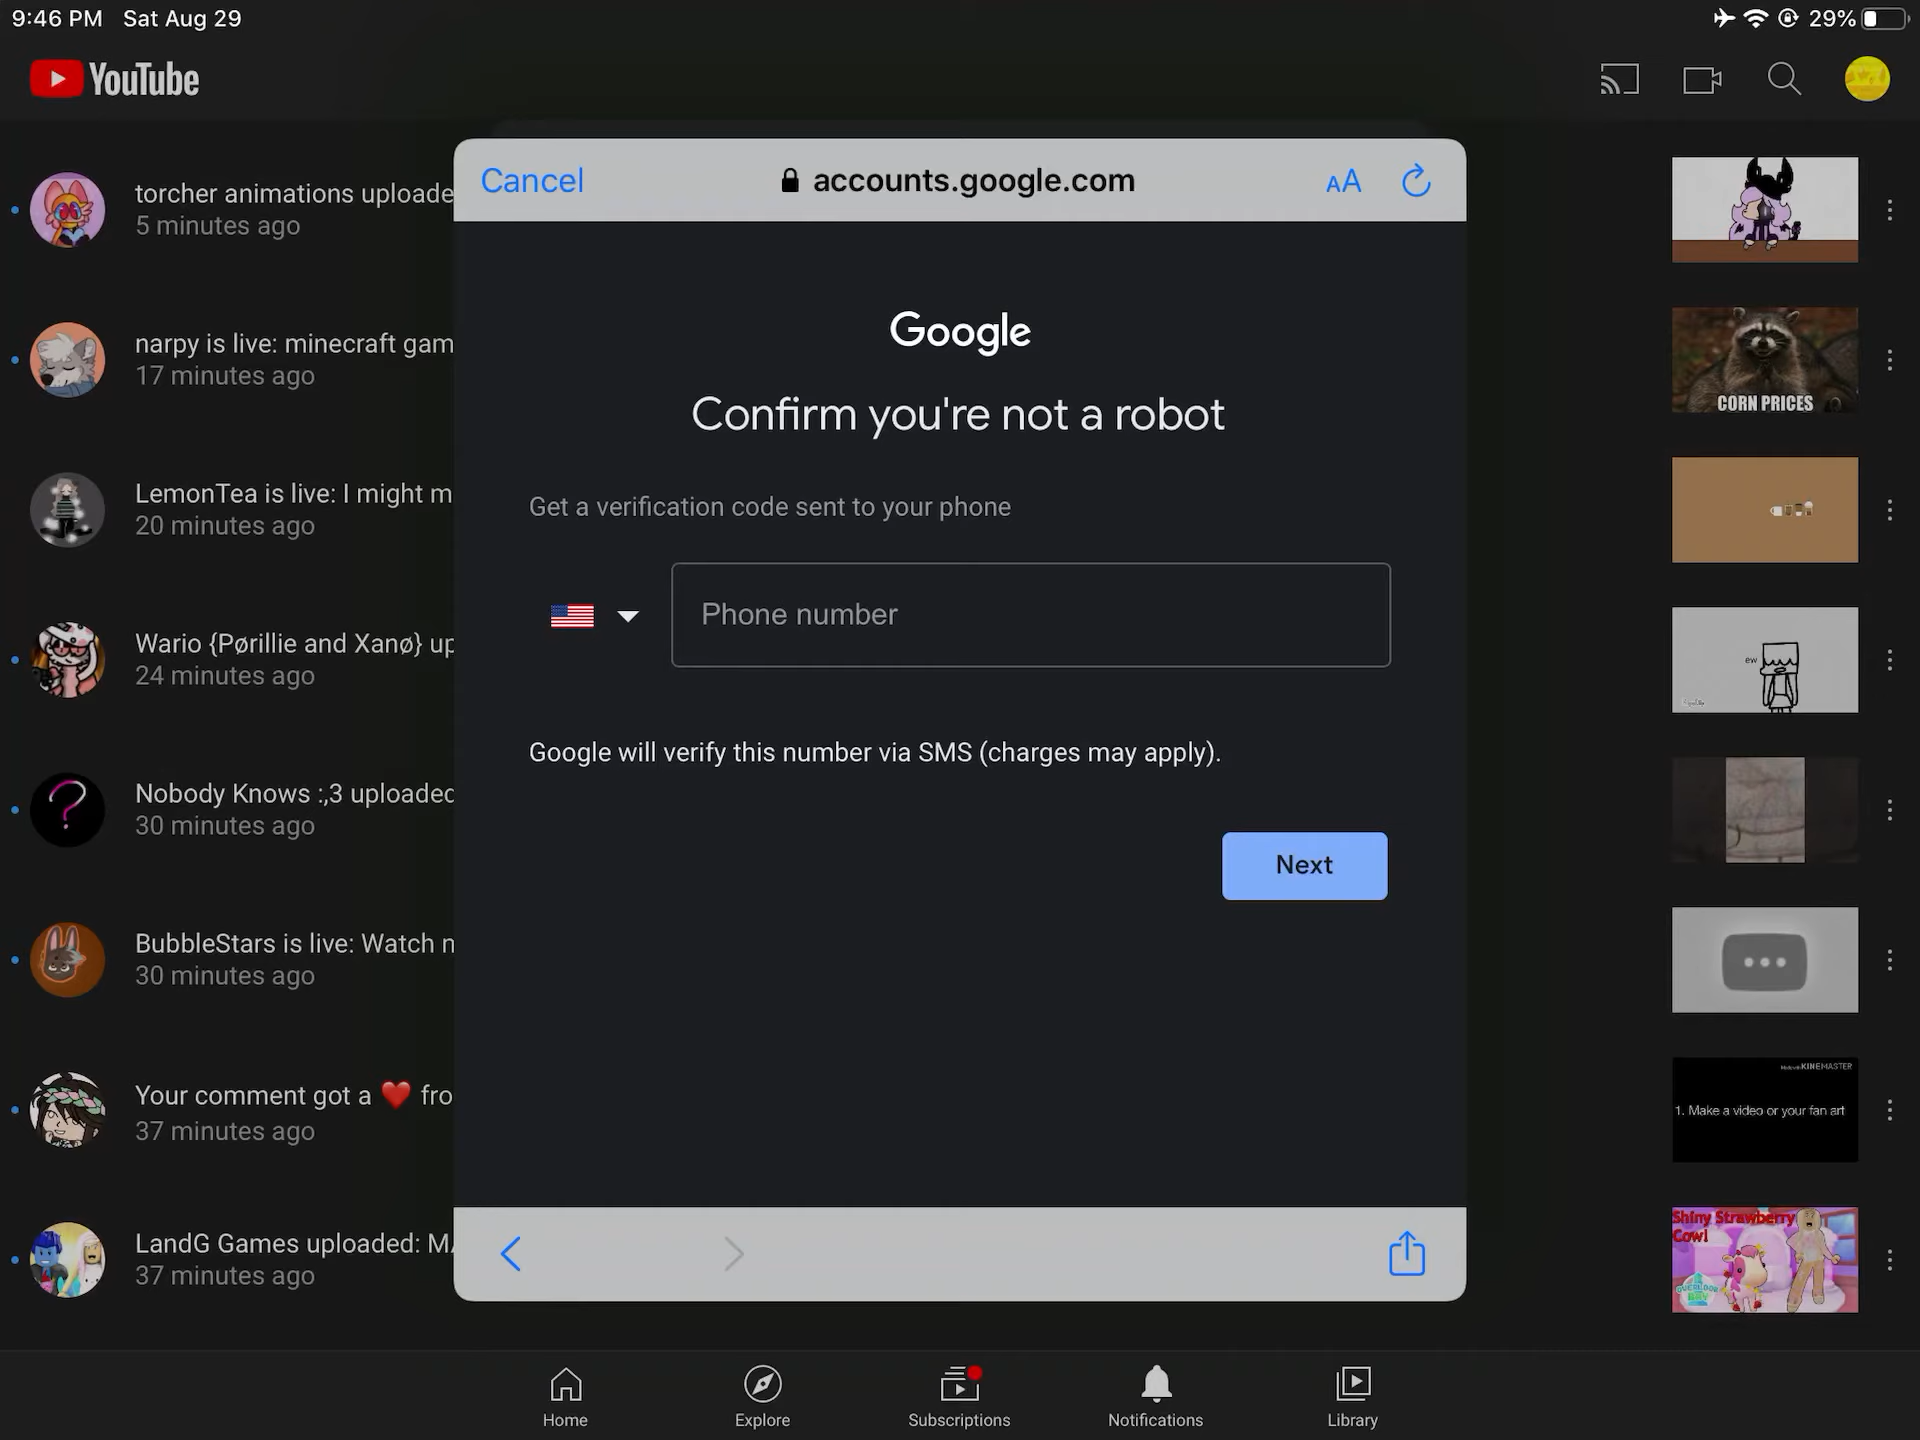 9:46 PM Sat Aug 29
29%
YouTube
Cancel
accounts.google.com
AA
torcher animations uploade
5 minutes ago
narpy is live: minecraft gam
17 minutes ago
CORN PRICES
LemonTea is live: I might m
20 minutes ago
Wario {Pørillie and Xanø} up
24 minutes ago
ew
Nobody Knows :,3 uploaded
30 minutes ago
BubbleStars is live: Watch
30 minutes ago
Your comment got a ❤️ fro
37 minutes ago
Made with KINEMASTER
1. Make a video or your fan art
LandG Games uploaded: MA
37 minutes ago
Shiny Strawberry
Cow!
Google
Confirm you're not a robot
Get a verification code sent to your phone
Phone number
Google will verify this number via SMS (charges may apply).
Next
Home
Explore
Subscriptions
Notifications
Library